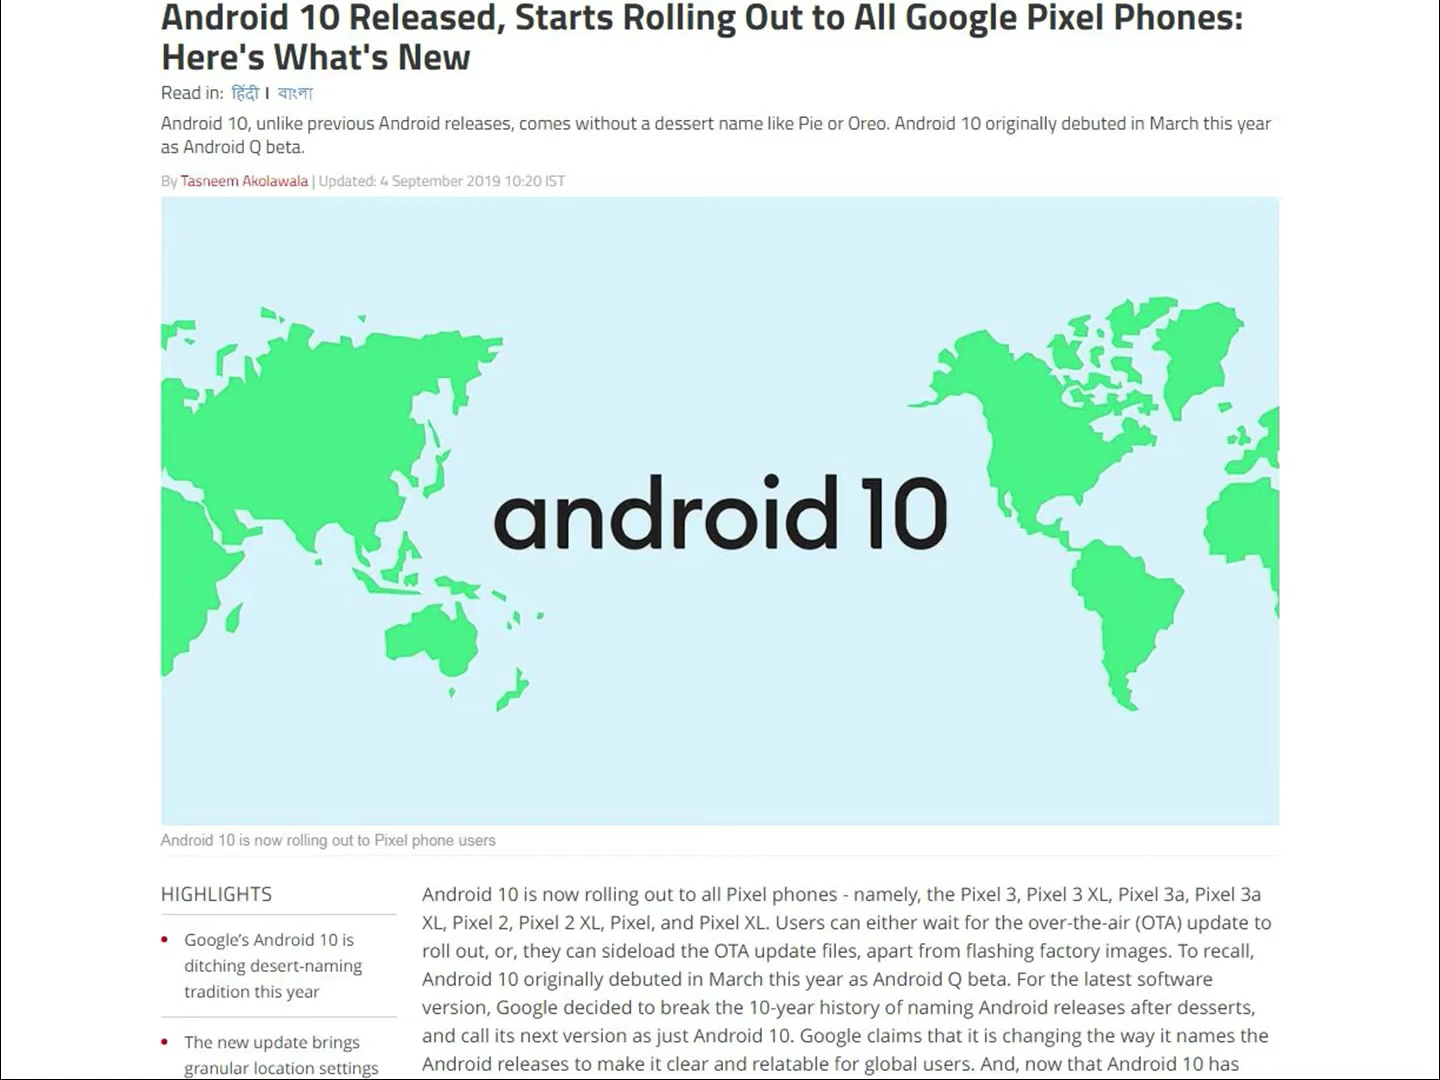 Android 10 Released, Starts Rolling Out to All Google Pixel Phones:
Here's What's New
Read in: हिंदी | বাংলা
Android 10, unlike previous Android releases, comes without a dessert name like Pie or Oreo. Android 10 originally debuted in March this year
as Android Q beta.
By Tasneem Akolawala | Updated: 4 September 2019 10:20 IST
android 10
Android 10 is now rolling out to Pixel phone users
HIGHLIGHTS
Google's Android 10 is
ditching desert-naming
tradition this year
The new update brings
granular location settings
Android 10 is now rolling out to all Pixel phones - namely, the Pixel 3, Pixel 3 XL, Pixel 3a, Pixel 3a
XL, Pixel 2, Pixel 2 XL, Pixel, and Pixel XL. Users can either wait for the over-the-air (OTA) update to
roll out, or, they can sideload the OTA update files, apart from flashing factory images. To recall,
Android 10 originally debuted in March this year as Android Q beta. For the latest software
version, Google decided to break the 10-year history of naming Android releases after desserts,
and call its next version as just Android 10. Google claims that it is changing the way it names the
Android releases to make it clear and relatable for global users. And, now that Android 10 has